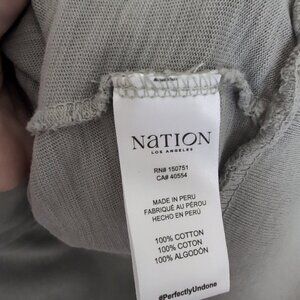 NATION
LOS ANGELES
RN# 150751
CA# 40554
MADE IN PERU
FABRIQUÉ AU PÉROU
HECHO EN PERÚ
100% COTTON
100% COTON
100% ALGODÓN
#PerfectlyUndone